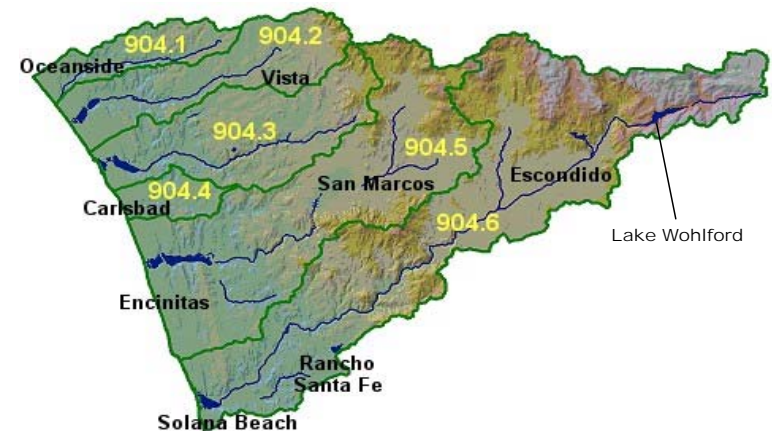 904.1
904.2
Oceanside
Vista
904.3
904.5
904.4
San Marcos
Escondido
Carlsbad
904.6
Lake Wohlford
Encinitas
Rancho
Santa Fe
Solana Beach